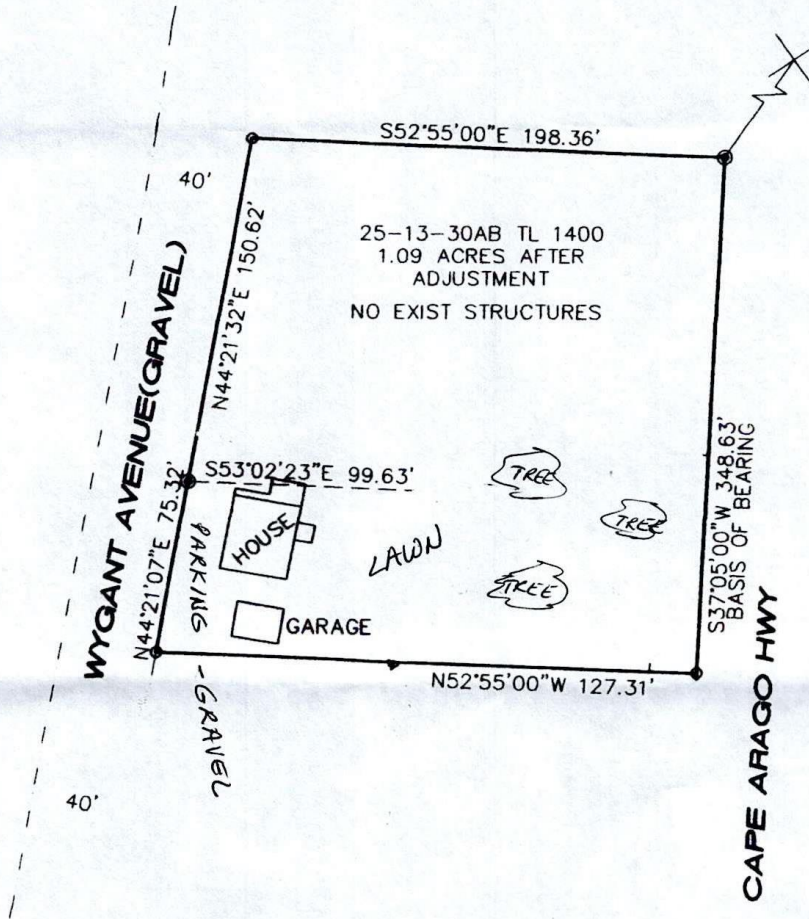 S52°55'00"E 198.36'
40'
25-13-30AB TL 1400
1.09 ACRES AFTER
ADJUSTMENT
NO EXIST STRUCTURES
N44°21'32"E 150.62'
WYGANT AVENUE(GRAVEL)
S53°02'23"E 99.63'
TREE
TREE
TREE
HOUSE
LAWN
PARKING - GRAVEL
GARAGE
N44°21'07"E 75.32'
S37°05'00"W 348.63'
BASIS OF BEARING
N52°55'00"W 127.31'
CAPE ARAGO HWY
40'